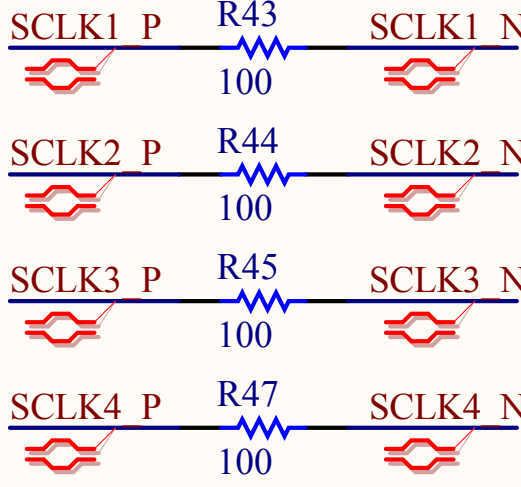 R43
SCLK1_P SCLK1_N
100
R44
SCLK2_P SCLK2_N
100
R45
SCLK3_P SCLK3_N
100
R47
SCLK4_P SCLK4_N
100